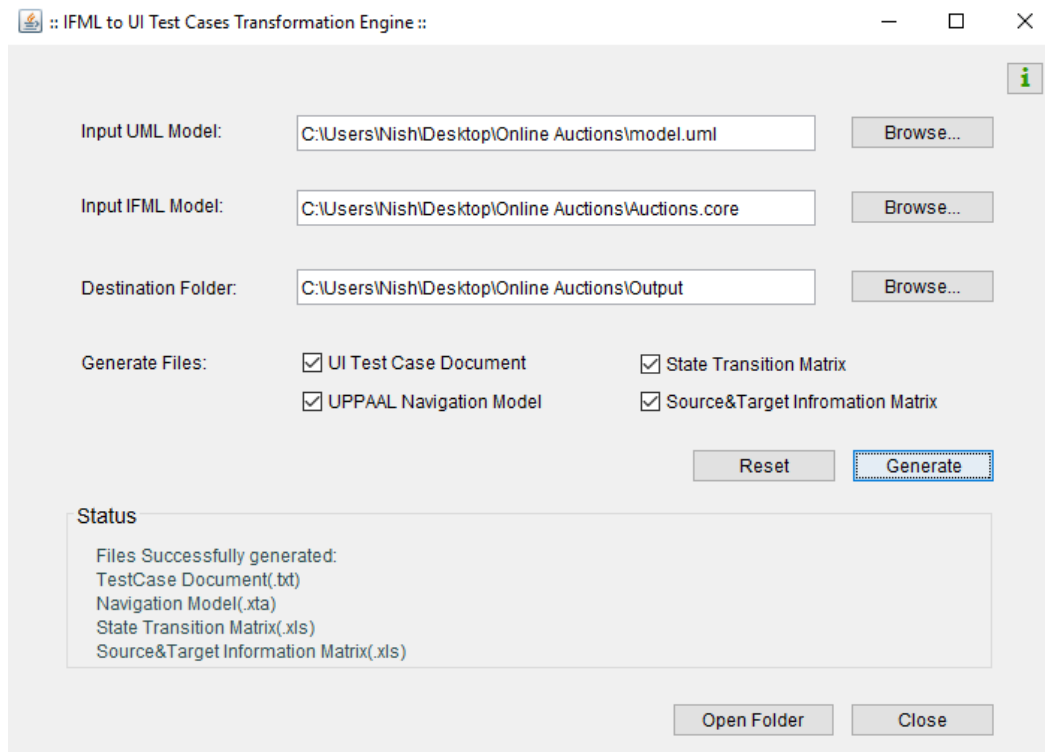 :: IFML to UI Test Cases Transformation Engine ::
i
Input UML Model: C:\Users\Nish\Desktop\Online Auctions\model.uml Browse...
Input IFML Model: C:\Users\Nish\Desktop\Online Auctions\Auctions.core Browse...
Destination Folder: C:\Users\Nish\Desktop\Online Auctions\Output Browse...
Generate Files: UI Test Case Document State Transition Matrix
UPPAAL Navigation Model Source&Target Infromation Matrix
Reset Generate
Status
Files Successfully generated:
TestCase Document(.txt)
Navigation Model(.xta)
State Transition Matrix(.xls)
Source&Target Information Matrix(.xls)
Open Folder Close